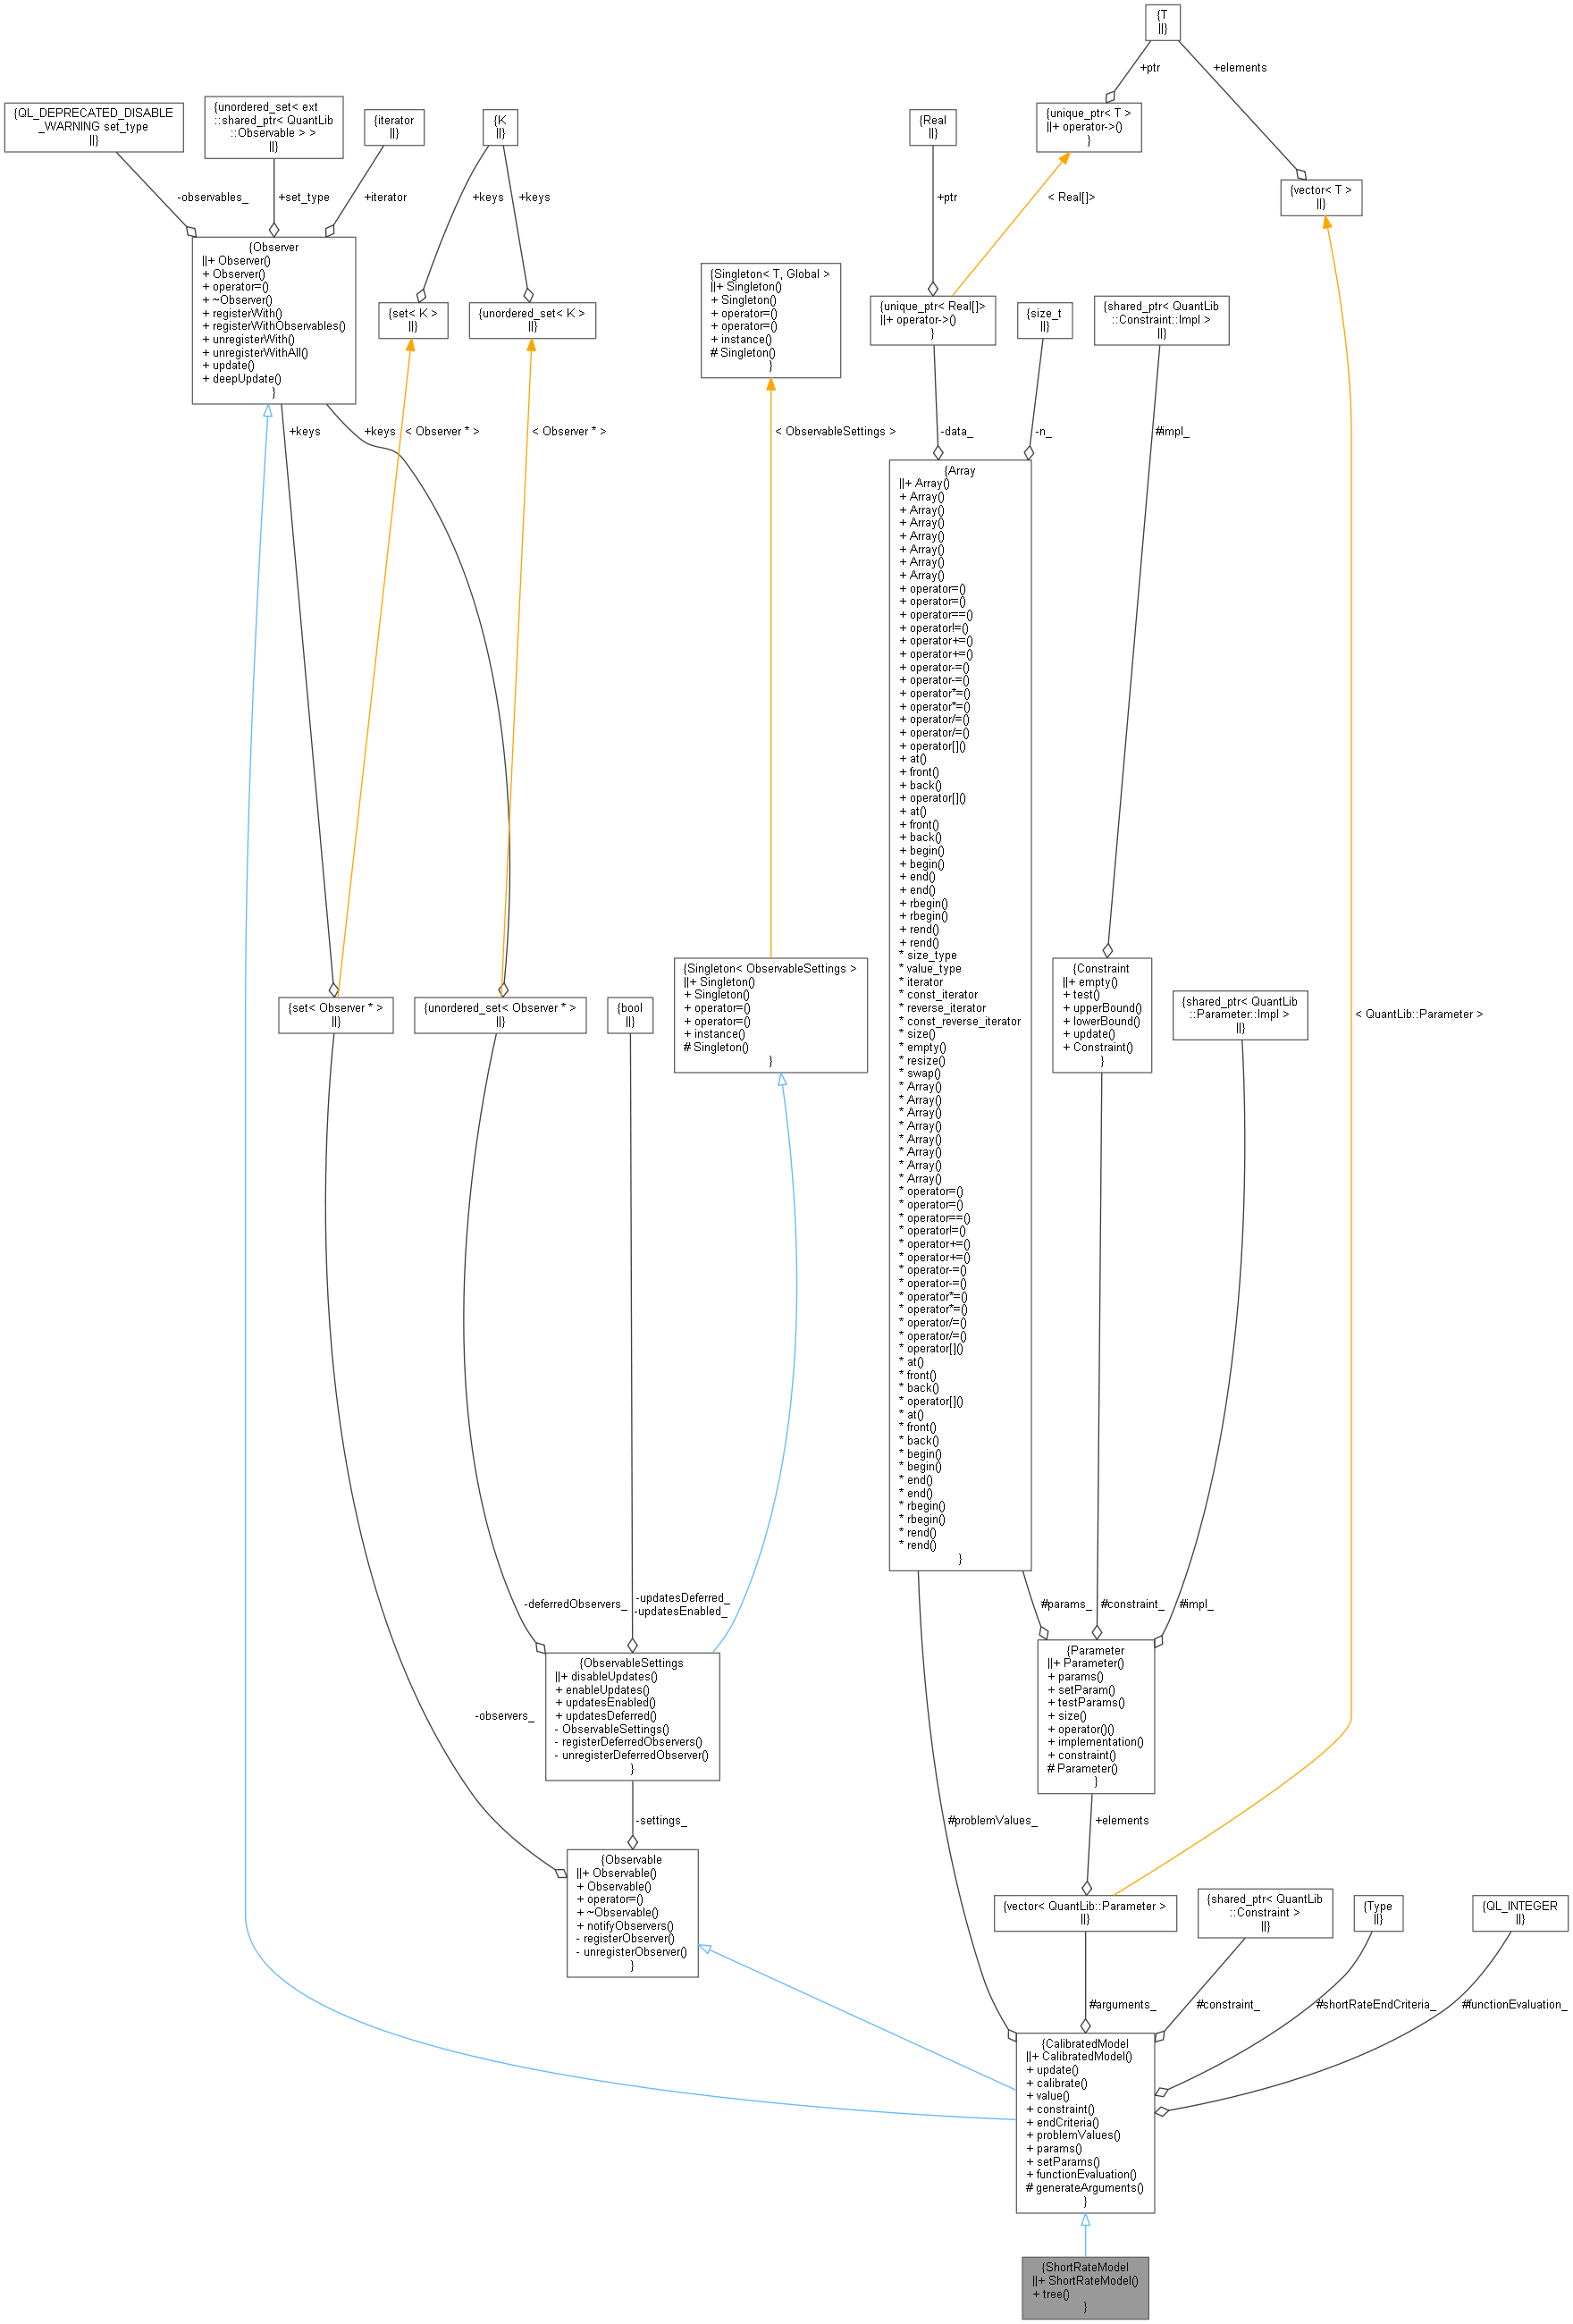 {T
||}
+ptr
+elements
{QL_DEPRECATED_DISABLE
_WARNING set_type
||}
{unordered_set< ext
::shared_ptr< QuantLib
::Observable > >
||}
{iterator
||}
{K
||}
{Real
||}
{unique_ptr< T >
||+ operator->()
}
{vector< T >
||}
-observables_
+set_type
+iterator
+keys
+keys
+ptr
< Real[]>
{Observer
||+ Observer()
+ Observer()
+ operator=()
+ ~Observer()
+ registerWith()
+ registerWithObservables()
+ unregisterWith()
+ unregisterWithAll()
+ update()
+ deepUpdate()
}
{set< K >
||}
{unordered_set< K >
||}
{Singleton< T, Global >
||+ Singleton()
+ Singleton()
+ operator=()
+ operator=()
+ instance()
# Singleton()
}
{unique_ptr< Real[]>
||+ operator->()
}
{size_t
||}
{shared_ptr< QuantLib
::Constraint::Impl >
||}
+keys
+keys
< Observer * >
< Observer * >
< ObservableSettings >
-data_
-n_
#impl_
{Array
||+ Array()
+ Array()
+ Array()
+ Array()
+ Array()
+ Array()
+ Array()
+ Array()
+ operator=()
+ operator=()
+ operator==()
+ operator!=()
+ operator+=()
+ operator+=()
+ operator-=()
+ operator-=()
+ operator*=()
+ operator*=()
+ operator/=()
+ operator/=()
+ operator[]()
+ at()
+ front()
+ back()
+ operator[]()
+ at()
+ front()
+ back()
+ begin()
+ begin()
+ end()
+ end()
+ rbegin()
+ rbegin()
+ rend()
+ rend()
* size_type
* value_type
* iterator
* const_iterator
* reverse_iterator
* const_reverse_iterator
* size()
* empty()
* resize()
* swap()
* Array()
* Array()
* Array()
* Array()
* Array()
* Array()
* Array()
* Array()
* operator=()
* operator=()
* operator==()
* operator!=()
* operator+=()
* operator+=()
* operator-=()
* operator-=()
* operator*=()
* operator*=()
* operator/=()
* operator/=()
* operator[]()
* at()
* front()
* back()
* operator[]()
* at()
* front()
* back()
* begin()
* begin()
* end()
* end()
* rbegin()
* rbegin()
* rend()
* rend()
}
{set< Observer * >
||}
{unordered_set< Observer * >
||}
{bool
||}
{Singleton< ObservableSettings >
||+ Singleton()
+ Singleton()
+ operator=()
+ operator=()
+ instance()
# Singleton()
}
{Constraint
||+ empty()
+ test()
+ upperBound()
+ lowerBound()
+ update()
+ Constraint()
}
{shared_ptr< QuantLib
::Parameter::Impl >
||}
< QuantLib::Parameter >
-deferredObservers_
-updatesDeferred_
-updatesEnabled_
#params_
#constraint_
#impl_
{ObservableSettings
||+ disableUpdates()
+ enableUpdates()
+ updatesEnabled()
+ updatesDeferred()
- ObservableSettings()
- registerDeferredObservers()
- unregisterDeferredObserver()
}
{Parameter
||+ Parameter()
+ params()
+ setParam()
+ testParams()
+ size()
+ operator()()
+ implementation()
+ constraint()
# Parameter()
}
-observers_
-settings_
#problemValues_
+elements
{Observable
||+ Observable()
+ Observable()
+ operator=()
+ ~Observable()
+ notifyObservers()
- registerObserver()
- unregisterObserver()
}
{vector< QuantLib::Parameter >
||}
{shared_ptr< QuantLib
::Constraint >
||}
{Type
||}
{QL_INTEGER
||}
#arguments_
#constraint_
#shortRateEndCriteria_
#functionEvaluation_
{CalibratedModel
||+ CalibratedModel()
+ update()
+ calibrate()
+ value()
+ constraint()
+ endCriteria()
+ problemValues()
+ params()
+ setParams()
+ functionEvaluation()
# generateArguments()
}
{ShortRateModel
||+ ShortRateModel()
+ tree()
}